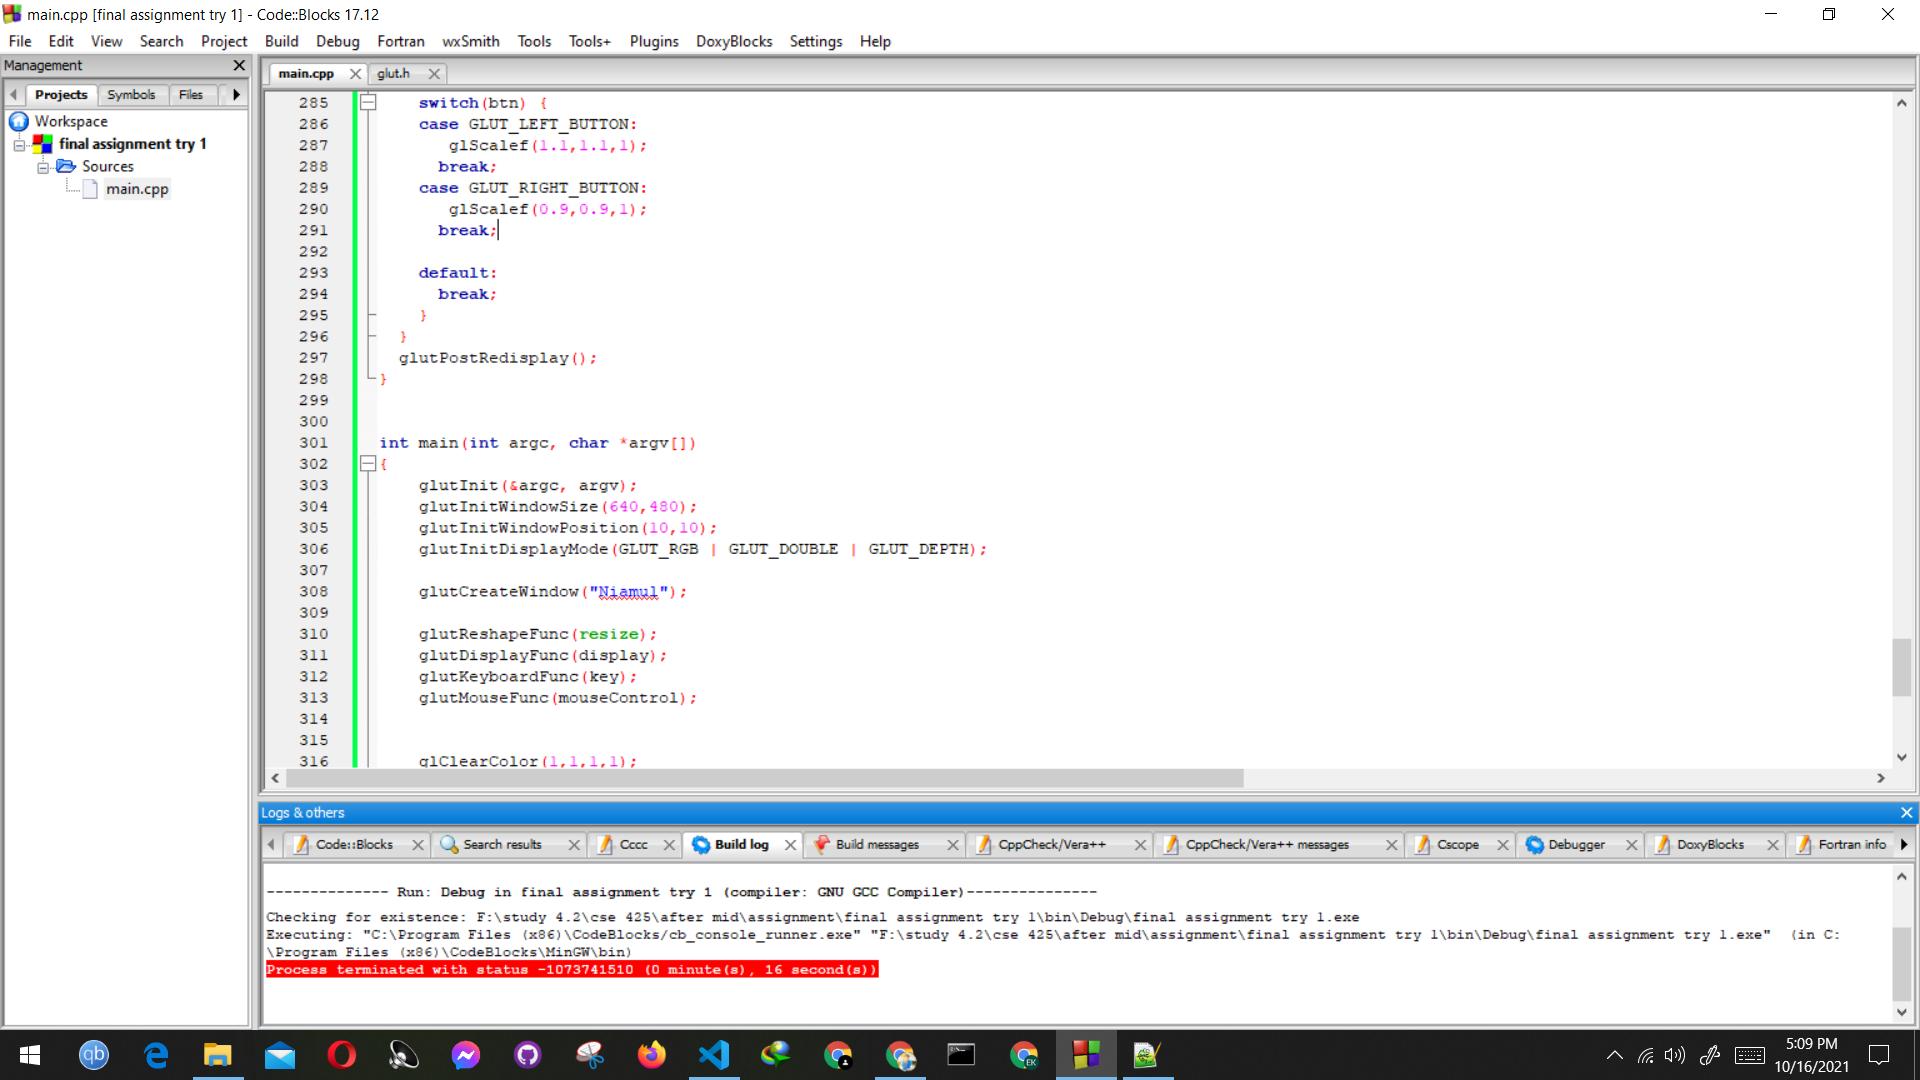 main.cpp [final assignment try 1] - Code::Blocks 17.12
File Edit View Search Project Build Debug Fortran wxSmith Tools Tools+ Plugins DoxyBlocks Settings Help
Management
Projects Symbols Files
Workspace
final assignment try 1
Sources
main.cpp
main.cpp glut.h
285 switch(btn) {
286 case GLUT_LEFT_BUTTON:
287 glScalef(1.1,1.1,1);
288 break;
289 case GLUT_RIGHT_BUTTON:
290 glScalef(0.9,0.9,1);
291 break;
292
293 default:
294 break;
295 }
296 }
297 glutPostRedisplay();
298 }
299
300
301 int main(int argc, char *argv[])
302 {
303 glutInit(&argc, argv);
304 glutInitWindowSize(640,480);
305 glutInitWindowPosition(10,10);
306 glutInitDisplayMode(GLUT_RGB | GLUT_DOUBLE | GLUT_DEPTH);
307
308 glutCreateWindow("Niamul");
309
310 glutReshapeFunc(resize);
311 glutDisplayFunc(display);
312 glutKeyboardFunc(key);
313 glutMouseFunc(mouseControl);
314
315
316 glClearColor(1,1,1,1);
Logs & others
Code::Blocks Search results Cccc Build log Build messages CppCheck/Vera++ CppCheck/Vera++ messages Cscope Debugger DoxyBlocks Fortran info
-------------- Run: Debug in final assignment try 1 (compiler: GNU GCC Compiler)---------------
Checking for existence: F:\study 4.2\cse 425\after mid\assignment\final assignment try 1\bin\Debug\final assignment try 1.exe
Executing: "C:\Program Files (x86)\CodeBlocks/cb_console_runner.exe" "F:\study 4.2\cse 425\after mid\assignment\final assignment try 1\bin\Debug\final assignment try 1.exe" (in C:
\Program Files (x86)\CodeBlocks\MinGW\bin)
Process terminated with status -1073741510 (0 minute(s), 16 second(s))
qb
EK
5:09 PM
10/16/2021